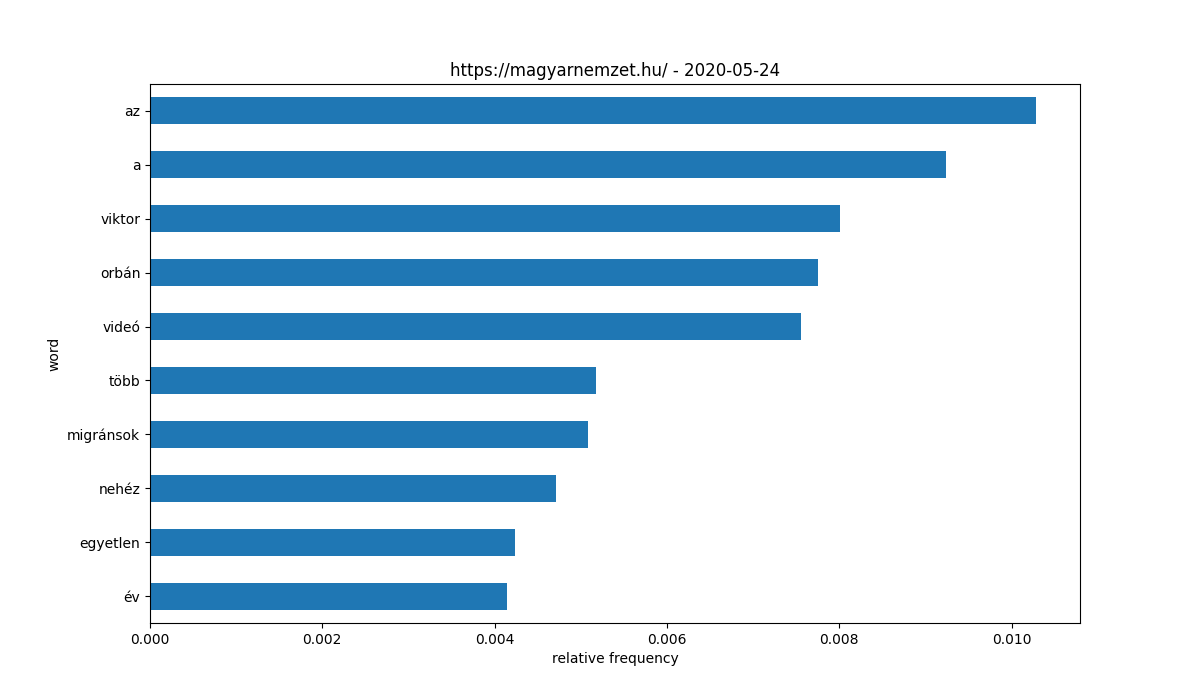 https://magyarnemzet.hu/ - 2020-05-24
az
a
viktor
orbán
videó
több
migránsok
nehéz
egyetlen
év
word
0.000 0.002 0.004 0.006 0.008 0.010
relative frequency